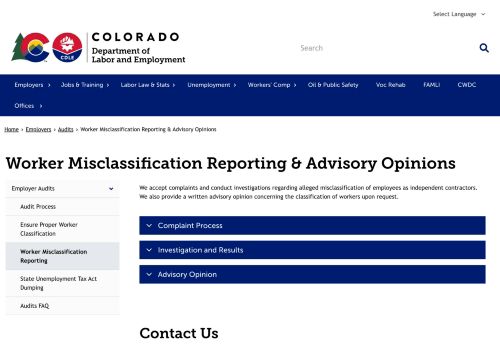 Select Language
COLORADO
Department of
Labor and Employment
CDLE
Search
Employers
Jobs & Training
Labor Law & Stats
Unemployment
Workers' Comp
Oil & Public Safety
Voc Rehab
FAMLI
CWDC
Offices
Home › Employers › Audits › Worker Misclassification Reporting & Advisory Opinions
Worker Misclassification Reporting & Advisory Opinions
Employer Audits
Audit Process
Ensure Proper Worker
Classification
Worker Misclassification
Reporting
State Unemployment Tax Act
Dumping
Audits FAQ
We accept complaints and conduct investigations regarding alleged misclassification of employees as independent contractors.
We also provide a written advisory opinion concerning the classification of workers upon request.
Complaint Process
Investigation and Results
Advisory Opinion
Contact Us